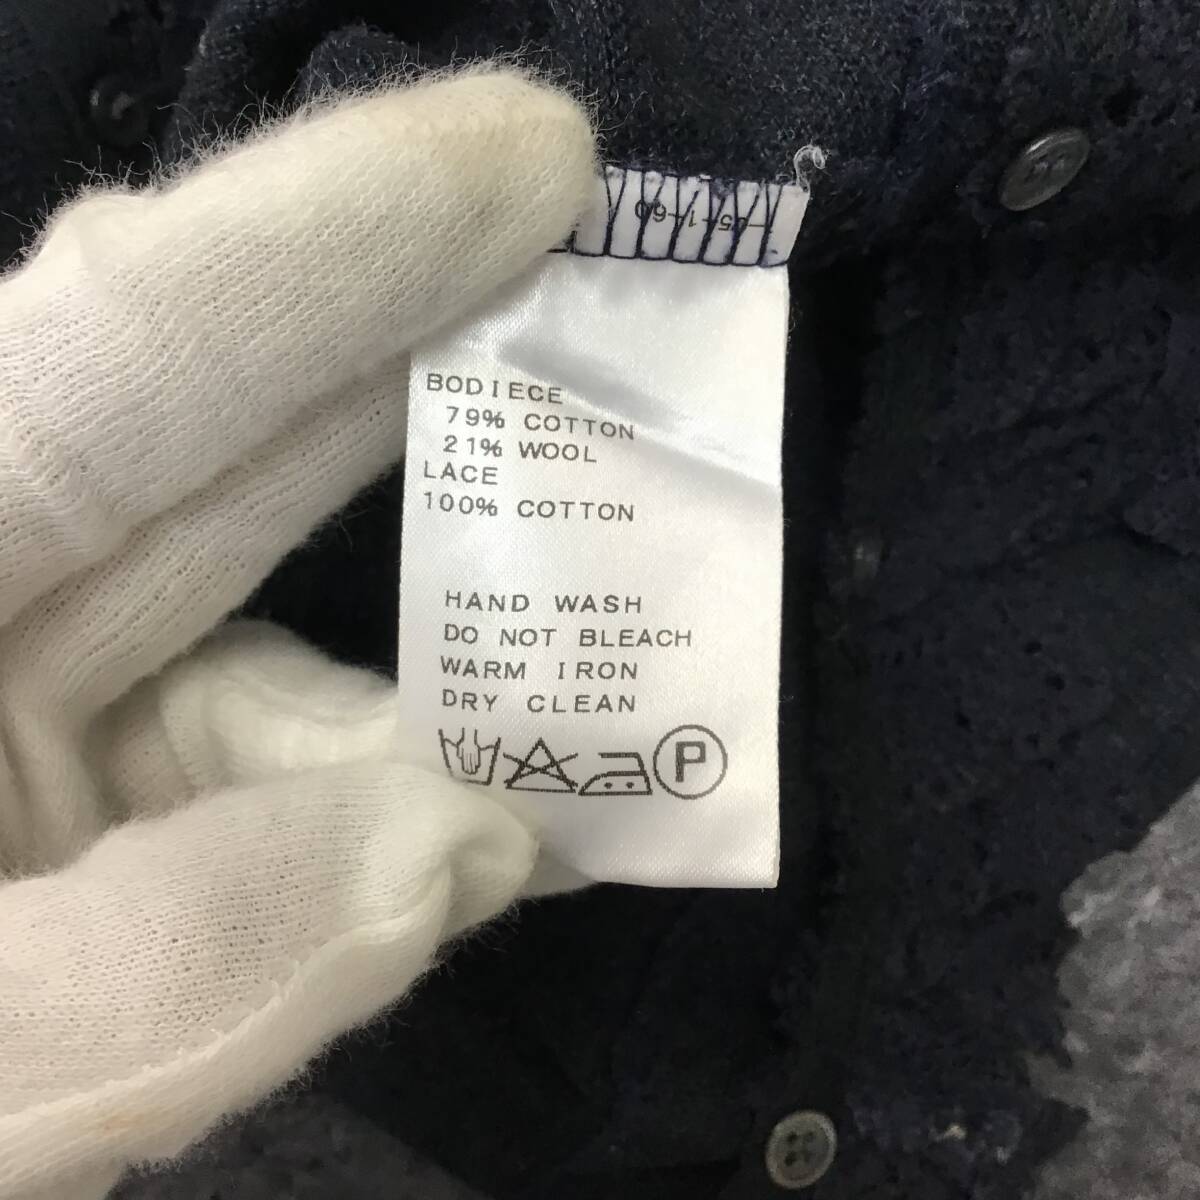 BODIECE
79% COTTON
21% WOOL
LACE
100% COTTON
HAND WASH
DO NOT BLEACH
WARM IRON
DRY CLEAN
P